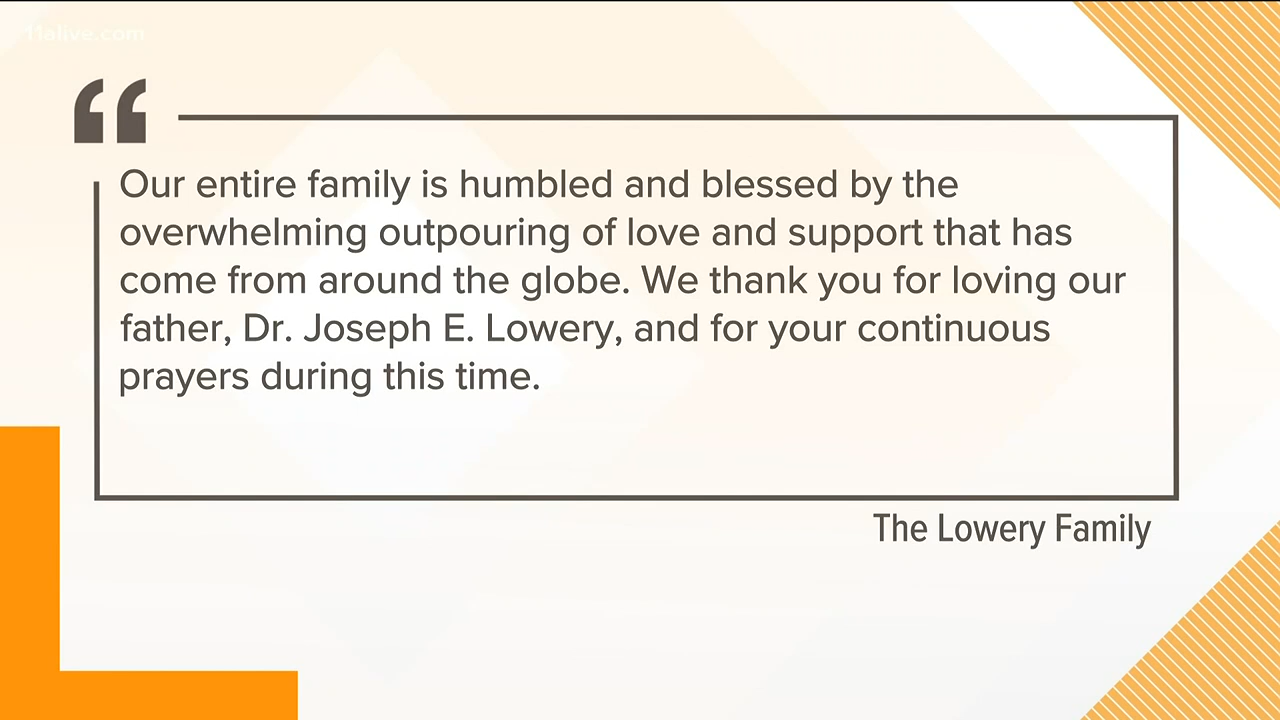 11alive.com
“
Our entire family is humbled and blessed by the
overwhelming outpouring of love and support that has
come from around the globe. We thank you for loving our
father, Dr. Joseph E. Lowery, and for your continuous
prayers during this time.
The Lowery Family